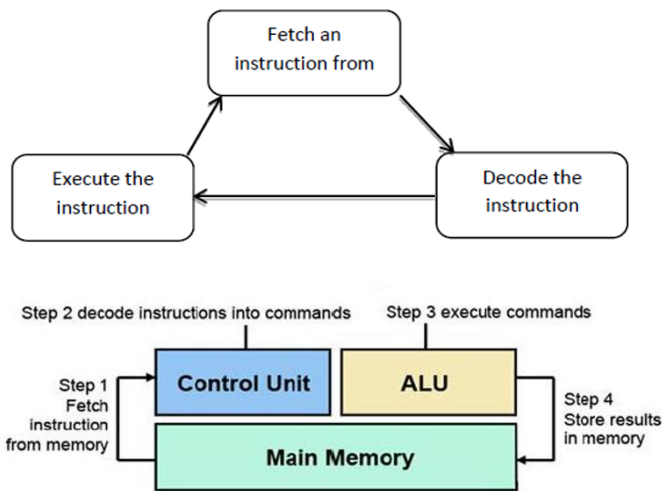 Fetch an
instruction from
Execute the
instruction
Decode the
instruction
Step 2 decode instructions into commands
Step 3 execute commands
Control Unit
ALU
Step 1
Fetch
instruction
from memory
Step 4
Store results
in memory
Main Memory